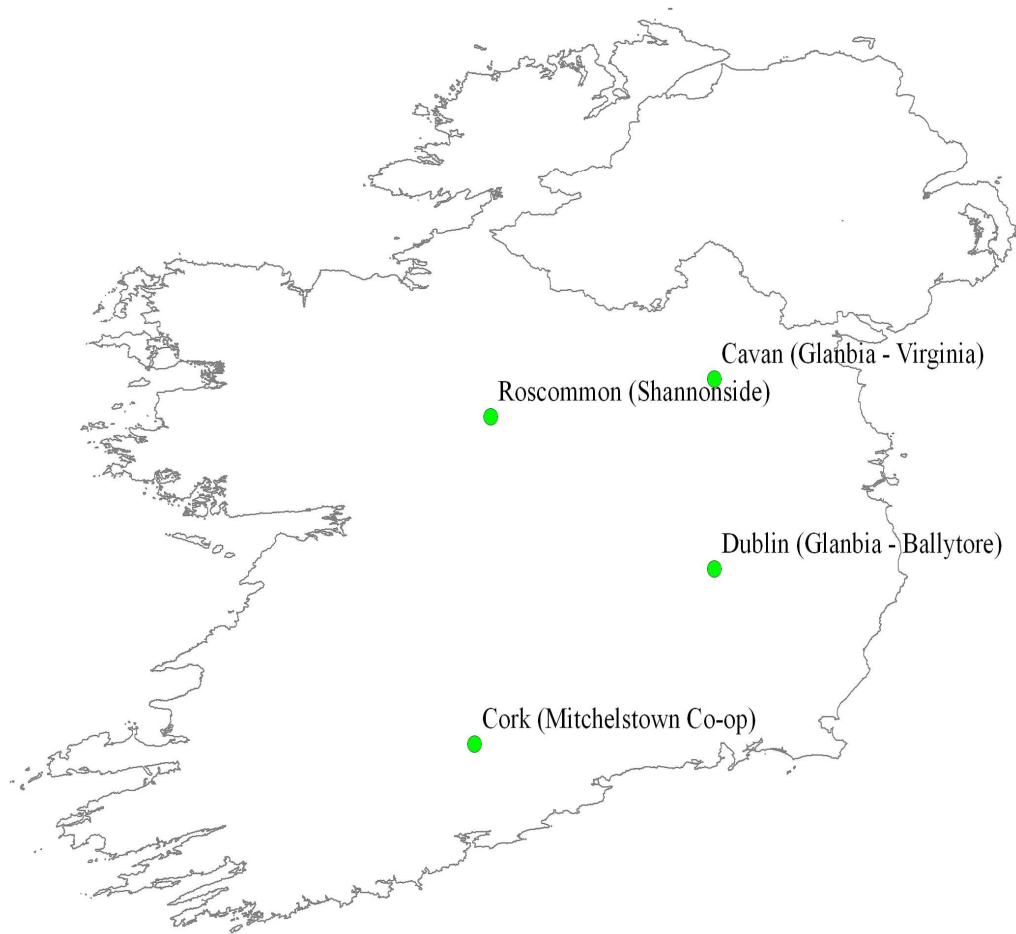 Cavan (Glanbia - Virginia)
Roscommon (Shannonside)
Dublin (Glanbia - Ballytore)
Cork (Mitchelstown Co-op)